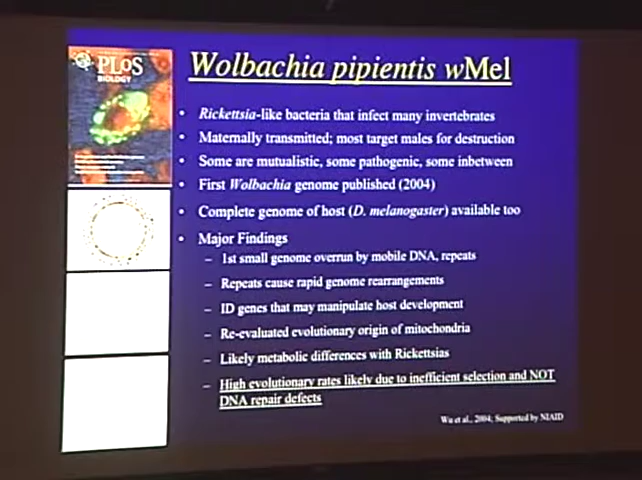 PLoS
BIOLOGY
Wolbachia pipientis wMel
• Rickettsia-like bacteria that infect many invertebrates
• Maternally transmitted; most target males for destruction
• Some are mutualistic, some pathogenic, some inbetween
• First Wolbachia genome published (2004)
• Complete genome of host (D. melanogaster) available too
• Major Findings
– 1st small genome overrun by mobile DNA, repeats
– Repeats cause rapid genome rearrangements
– ID genes that may manipulate host development
– Re-evaluated evolutionary origin of mitochondria
– Likely metabolic differences with Rickettsias
– High evolutionary rates likely due to inefficient selection and NOT
DNA repair defects
Wu et al., 2004; Supported by NIAID